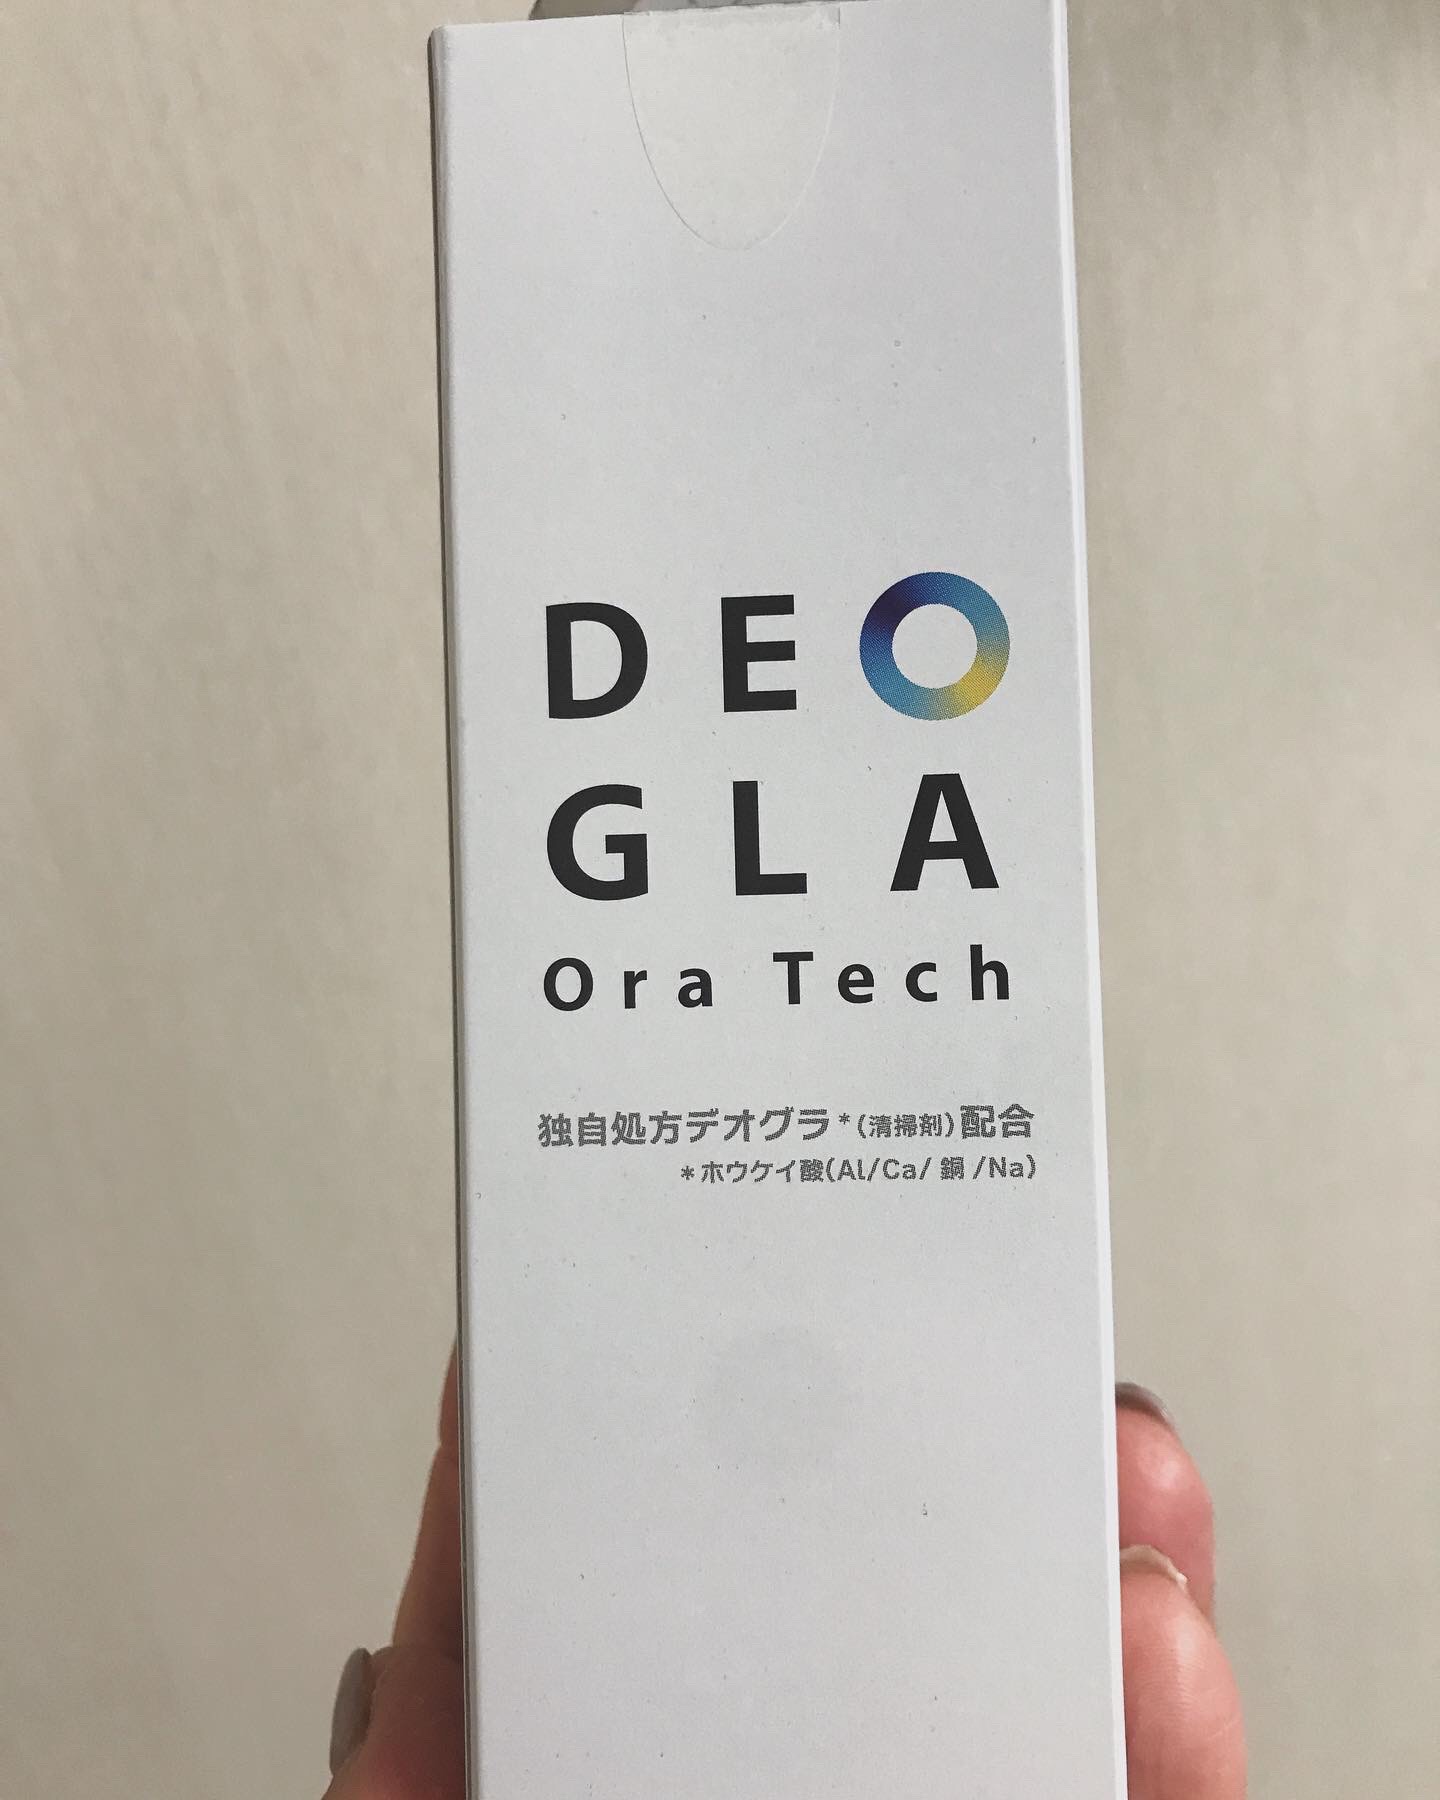 DEO
GLA
Ora Tech
独自処方デオグラ*(清掃剤)配合
*ホウケイ酸(Al/Ca/銅/Na)